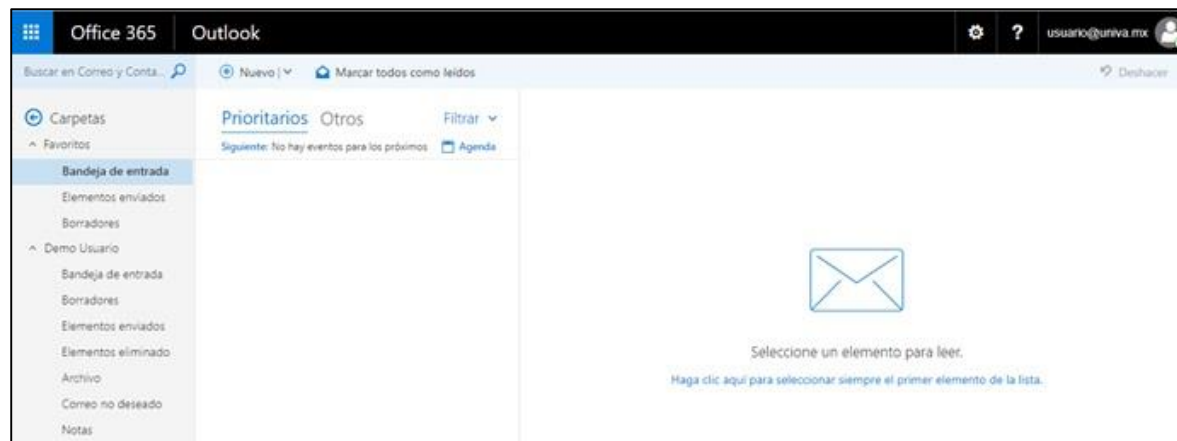 Office 365 Outlook ? usuario@univa.mx
Buscar en Correo y Conta... Nuevo | Marcar todos como leídos Deshacer
Carpetas
Favoritos
Bandeja de entrada
Elementos enviados
Borradores
Demo Usuario
Bandeja de entrada
Borradores
Elementos enviados
Elementos eliminado
Archivo
Correo no deseado
Notas
Prioritarios Otros Filtrar
Siguiente: No hay eventos para los próximos Agenda
Seleccione un elemento para leer.
Haga clic aquí para seleccionar siempre el primer elemento de la lista.